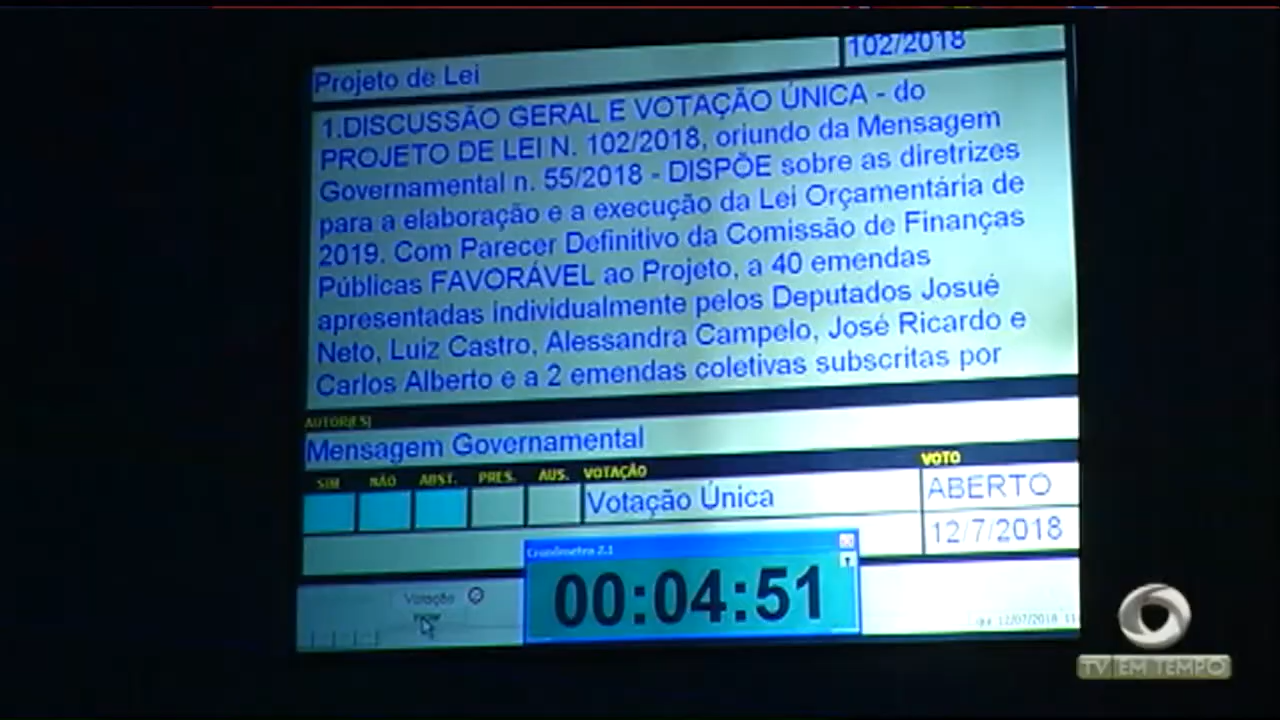 102/2018
Projeto de Lei
1.DISCUSSÃO GERAL E VOTAÇÃO ÚNICA - do
PROJETO DE LEI N. 102/2018, oriundo da Mensagem
Governamental n. 55/2018 - DISPÕE sobre as diretrizes
para a elaboração e a execução da Lei Orçamentária de
2019. Com Parecer Definitivo da Comissão de Finanças
Públicas FAVORÁVEL ao Projeto, a 40 emendas
apresentadas individualmente pelos Deputados Josué
Neto, Luiz Castro, Alessandra Campelo, José Ricardo e
Carlos Alberto e a 2 emendas coletivas subscritas por
AUTOR(ES)
Mensagem Governamental
SIM NÃO ABST. PRES. AUS. VOTAÇÃO VOTO
Votação Única ABERTO
12/7/2018
Cronômetro 2.1
00:04:51
Votação
12/07/2018
TV EM TEMPO